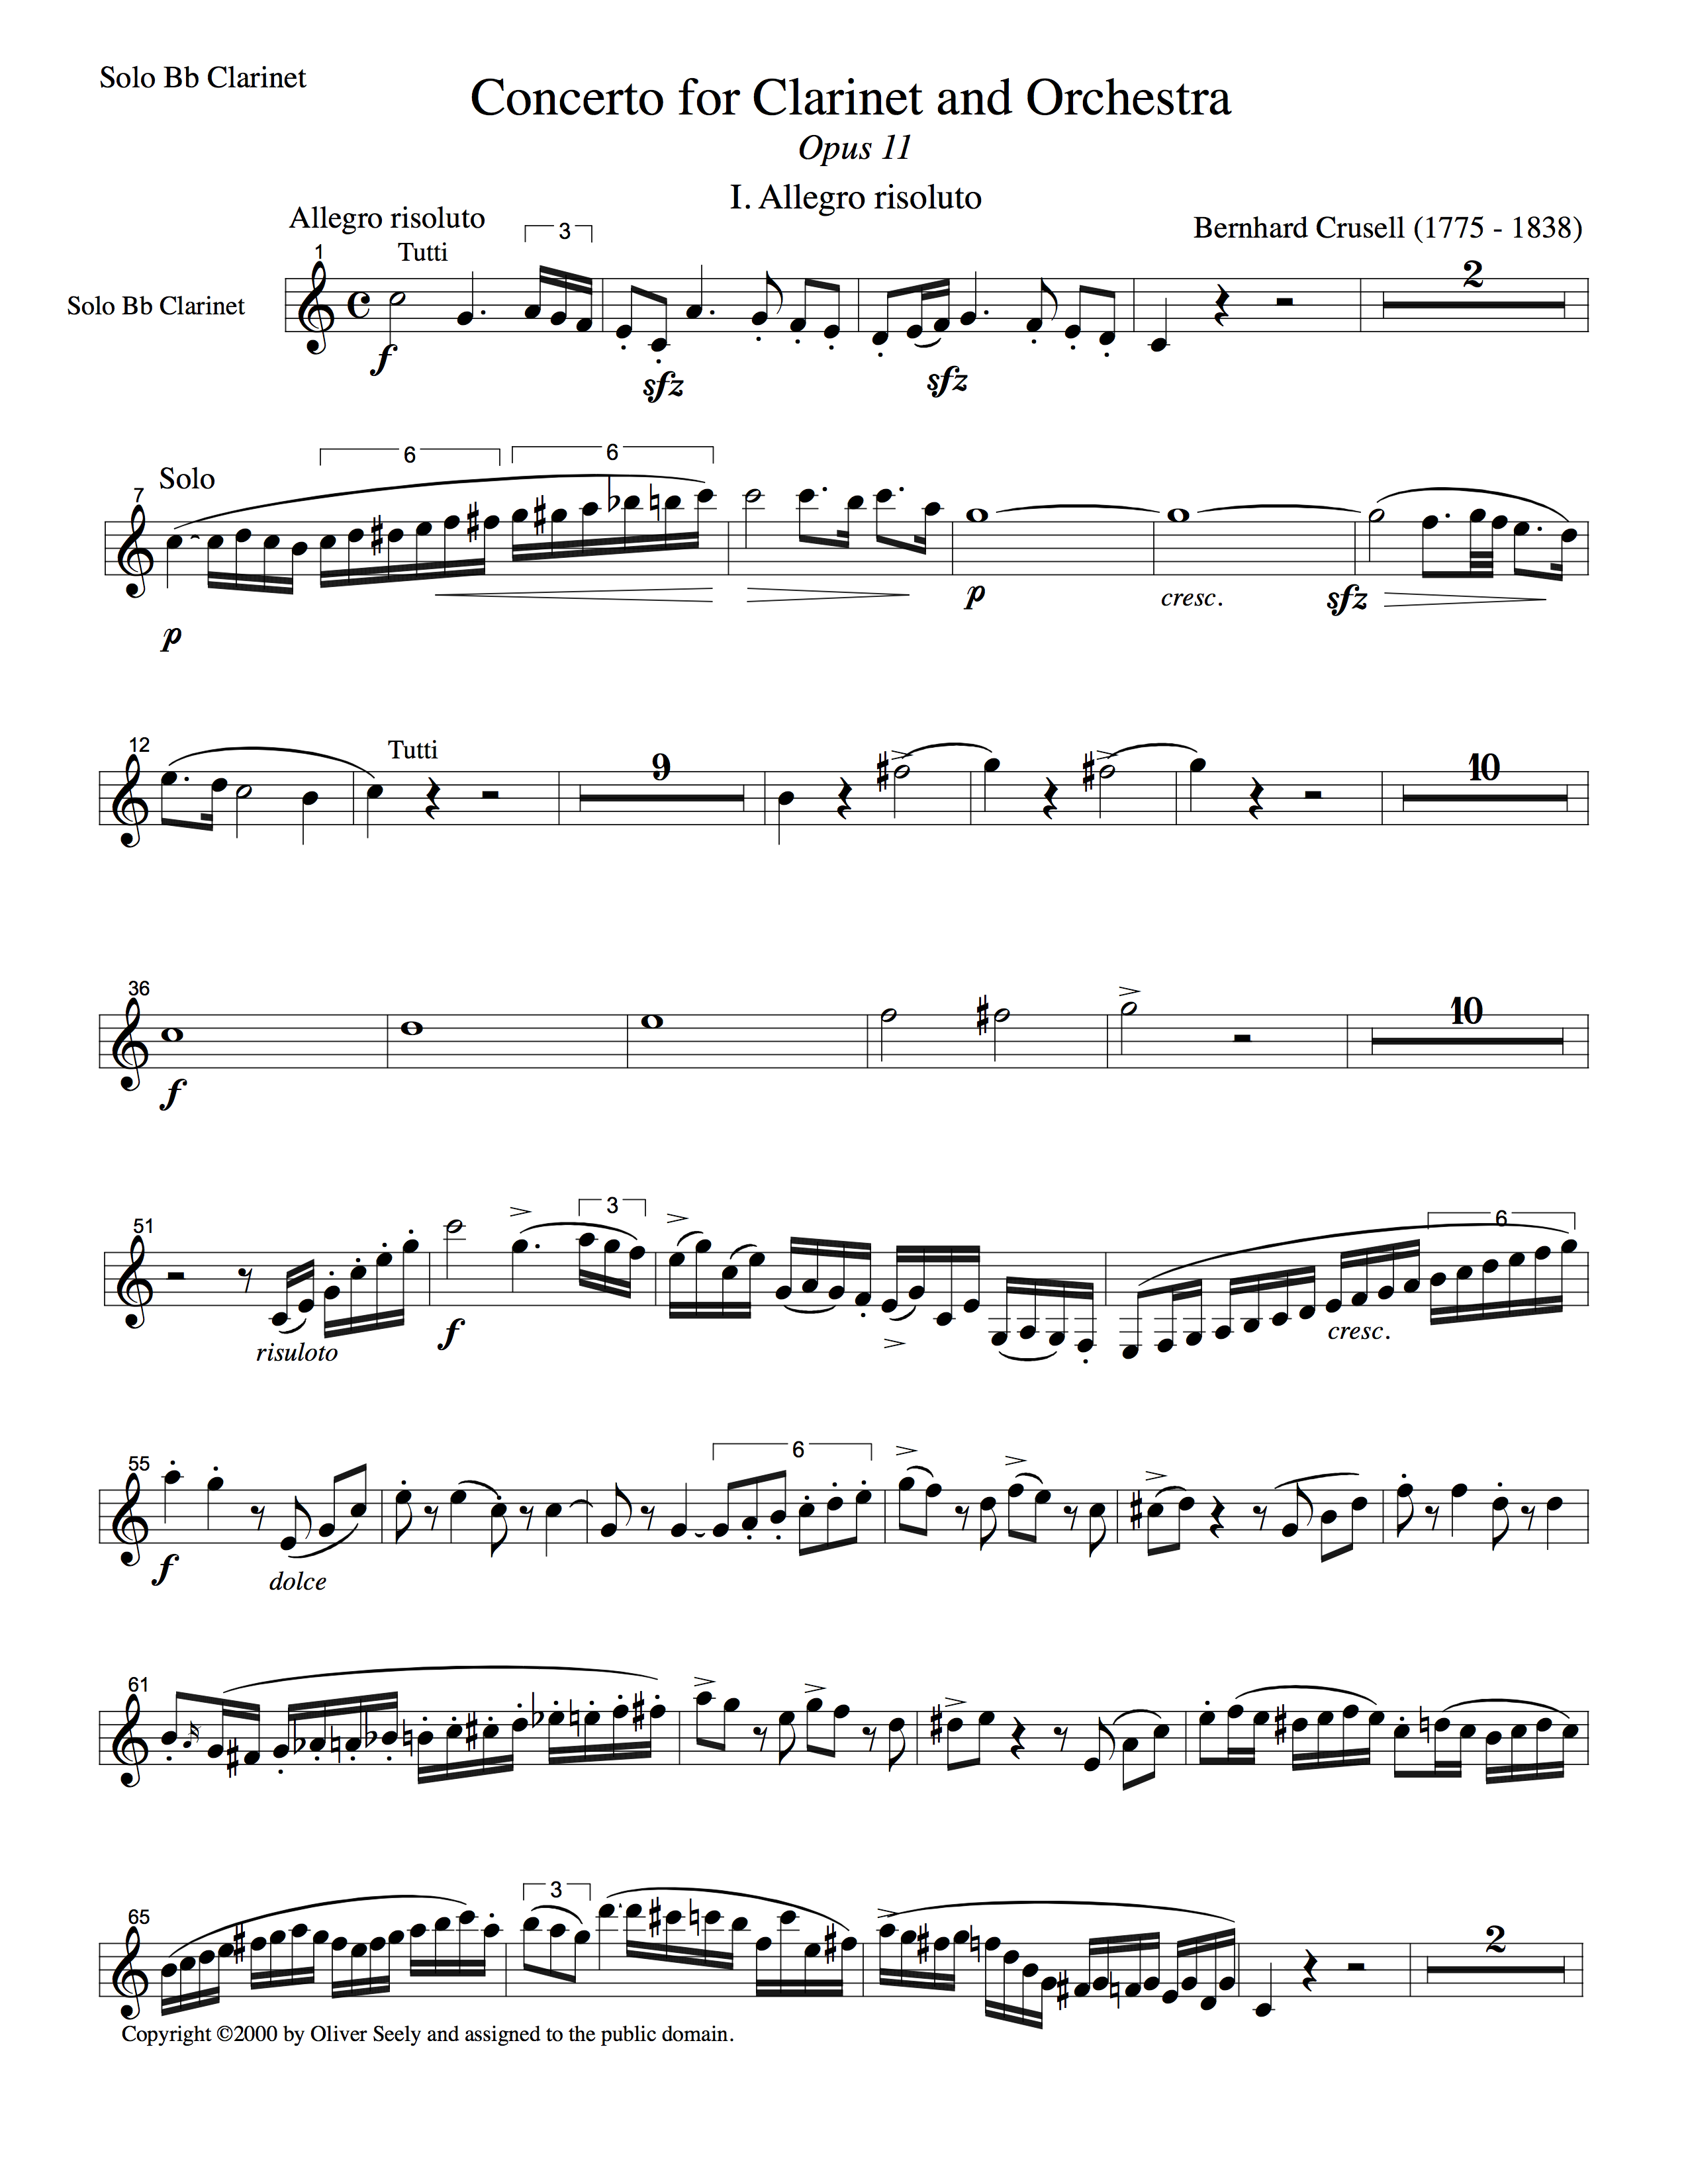 Solo Bb Clarinet
Concerto for Clarinet and Orchestra
Opus 11
I. Allegro risoluto
Allegro risoluto
Bernhard Crusell (1775 - 1838)
3
1
Tutti
2
Solo Bb Clarinet
f
sfz
sfz
6
6
Solo
7
p
p
cresc.
sfz
12
Tutti
9
10
36
10
f
51
3
6
risuloto
f
cresc.
55
6
f
dolce
61
65
3
2
Copyright ©2000 by Oliver Seely and assigned to the public domain.